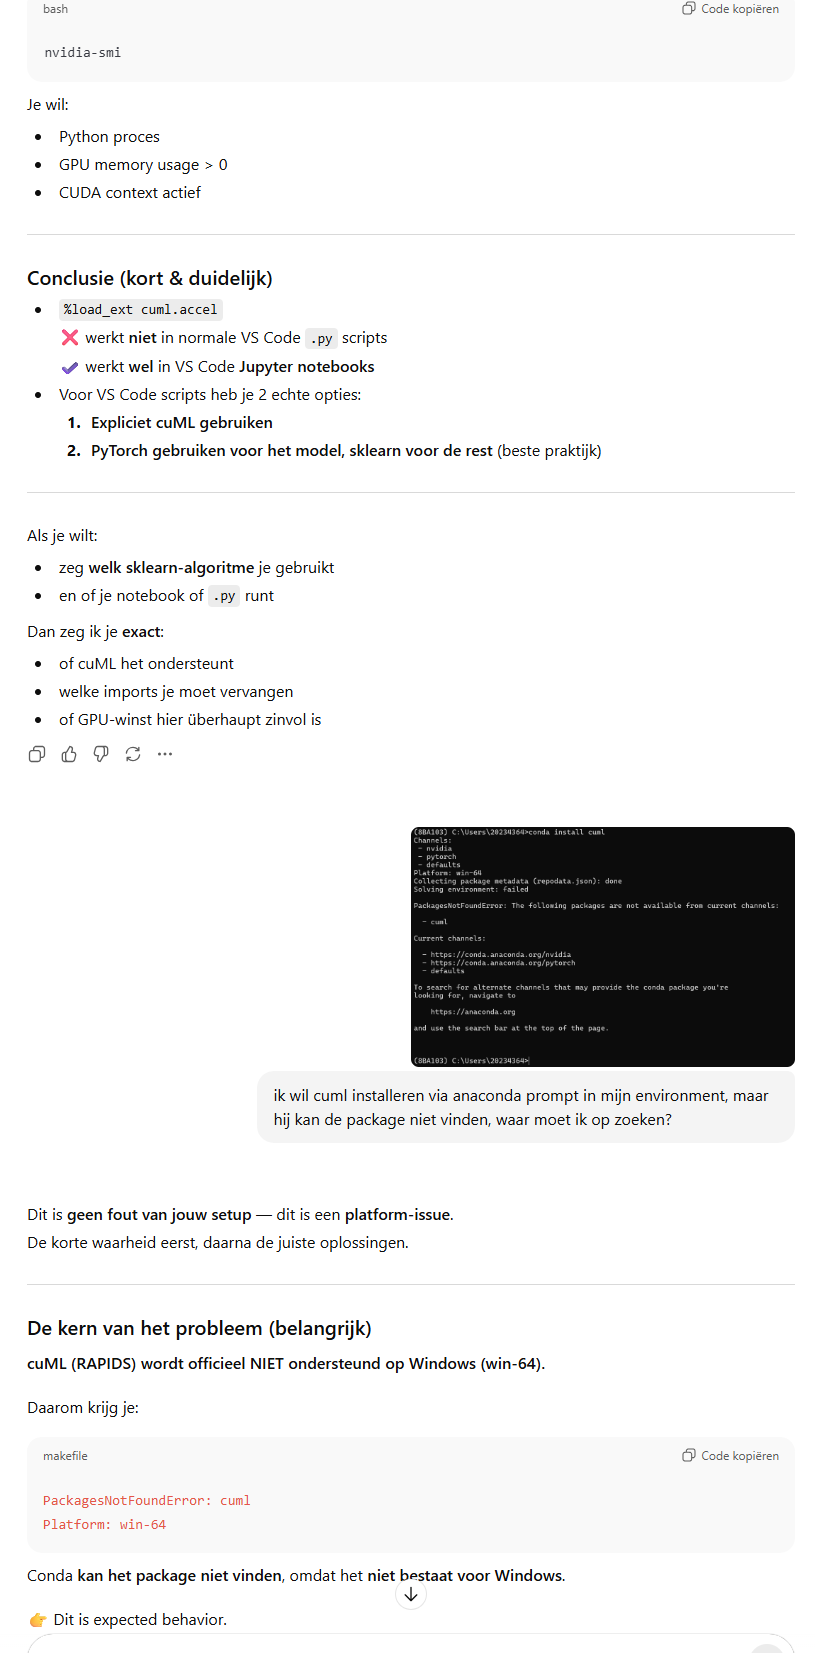 bash
Code kopiëren
nvidia-smi
Je wil:
• Python proces
• GPU memory usage > 0
• CUDA context actief
Conclusie (kort & duidelijk)
• %load_ext cuml.accel
❌ werkt niet in normale VS Code .py scripts
✔ werkt wel in VS Code Jupyter notebooks
• Voor VS Code scripts heb je 2 echte opties:
1. Expliciet cuML gebruiken
2. PyTorch gebruiken voor het model, sklearn voor de rest (beste praktijk)
Als je wilt:
• zeg welk sklearn-algoritme je gebruikt
• en of je notebook of .py runt
Dan zeg ik je exact:
• of cuML het ondersteunt
• welke imports je moet vervangen
• of GPU-winst hier überhaupt zinvol is
(8BA103) C:\Users\20234364>conda install cuml
Channels:
- nvidia
- pytorch
- defaults
Platform: win-64
Collecting package metadata (repodata.json): done
Solving environment: failed
PackagesNotFoundError: The following packages are not available from current channels:
- cuml
Current channels:
- https://conda.anaconda.org/nvidia
- https://conda.anaconda.org/pytorch
- defaults
To search for alternate channels that may provide the conda package you're
looking for, navigate to
https://anaconda.org
and use the search bar at the top of the page.
(8BA103) C:\Users\20234364>
ik wil cuml installeren via anaconda prompt in mijn environment, maar
hij kan de package niet vinden, waar moet ik op zoeken?
Dit is geen fout van jouw setup — dit is een platform-issue.
De korte waarheid eerst, daarna de juiste oplossingen.
De kern van het probleem (belangrijk)
cuML (RAPIDS) wordt officieel NIET ondersteund op Windows (win-64).
Daarom krijg je:
makefile
Code kopiëren
PackagesNotFoundError: cuml
Platform: win-64
Conda kan het package niet vinden, omdat het niet bestaat voor Windows.
👉 Dit is expected behavior.